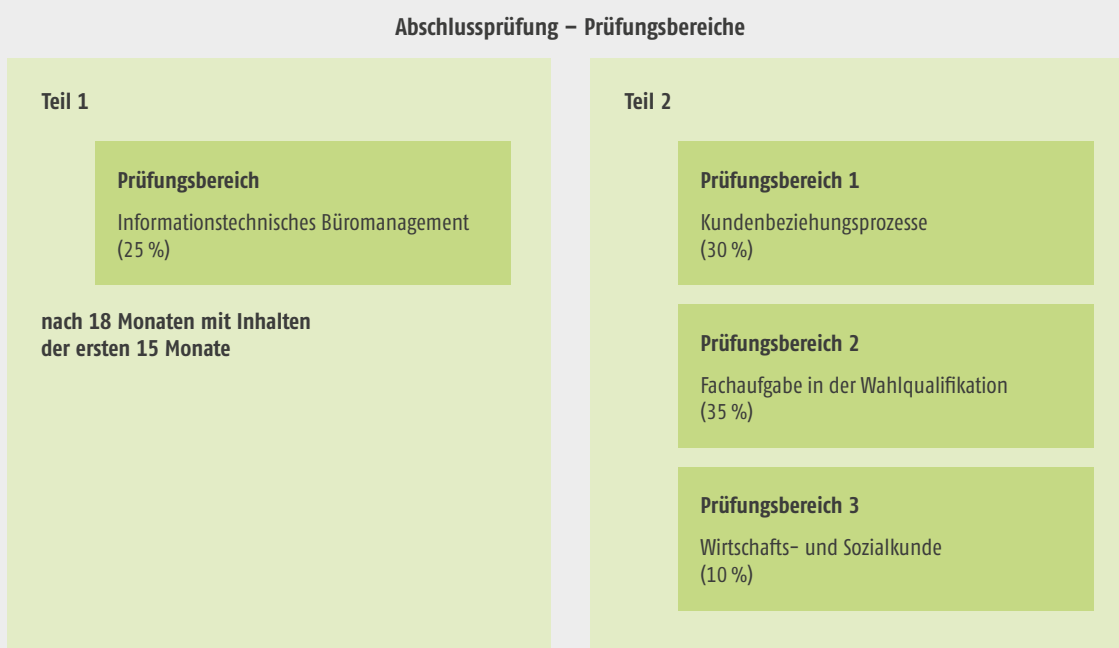 Abschlussprüfung – Prüfungsbereiche
Teil 1
Prüfungsbereich
Informationstechnisches Büromanagement
(25 %)
nach 18 Monaten mit Inhalten
der ersten 15 Monate
Teil 2
Prüfungsbereich 1
Kundenbeziehungsprozesse
(30 %)
Prüfungsbereich 2
Fachaufgabe in der Wahlqualifikation
(35 %)
Prüfungsbereich 3
Wirtschafts- und Sozialkunde
(10 %)